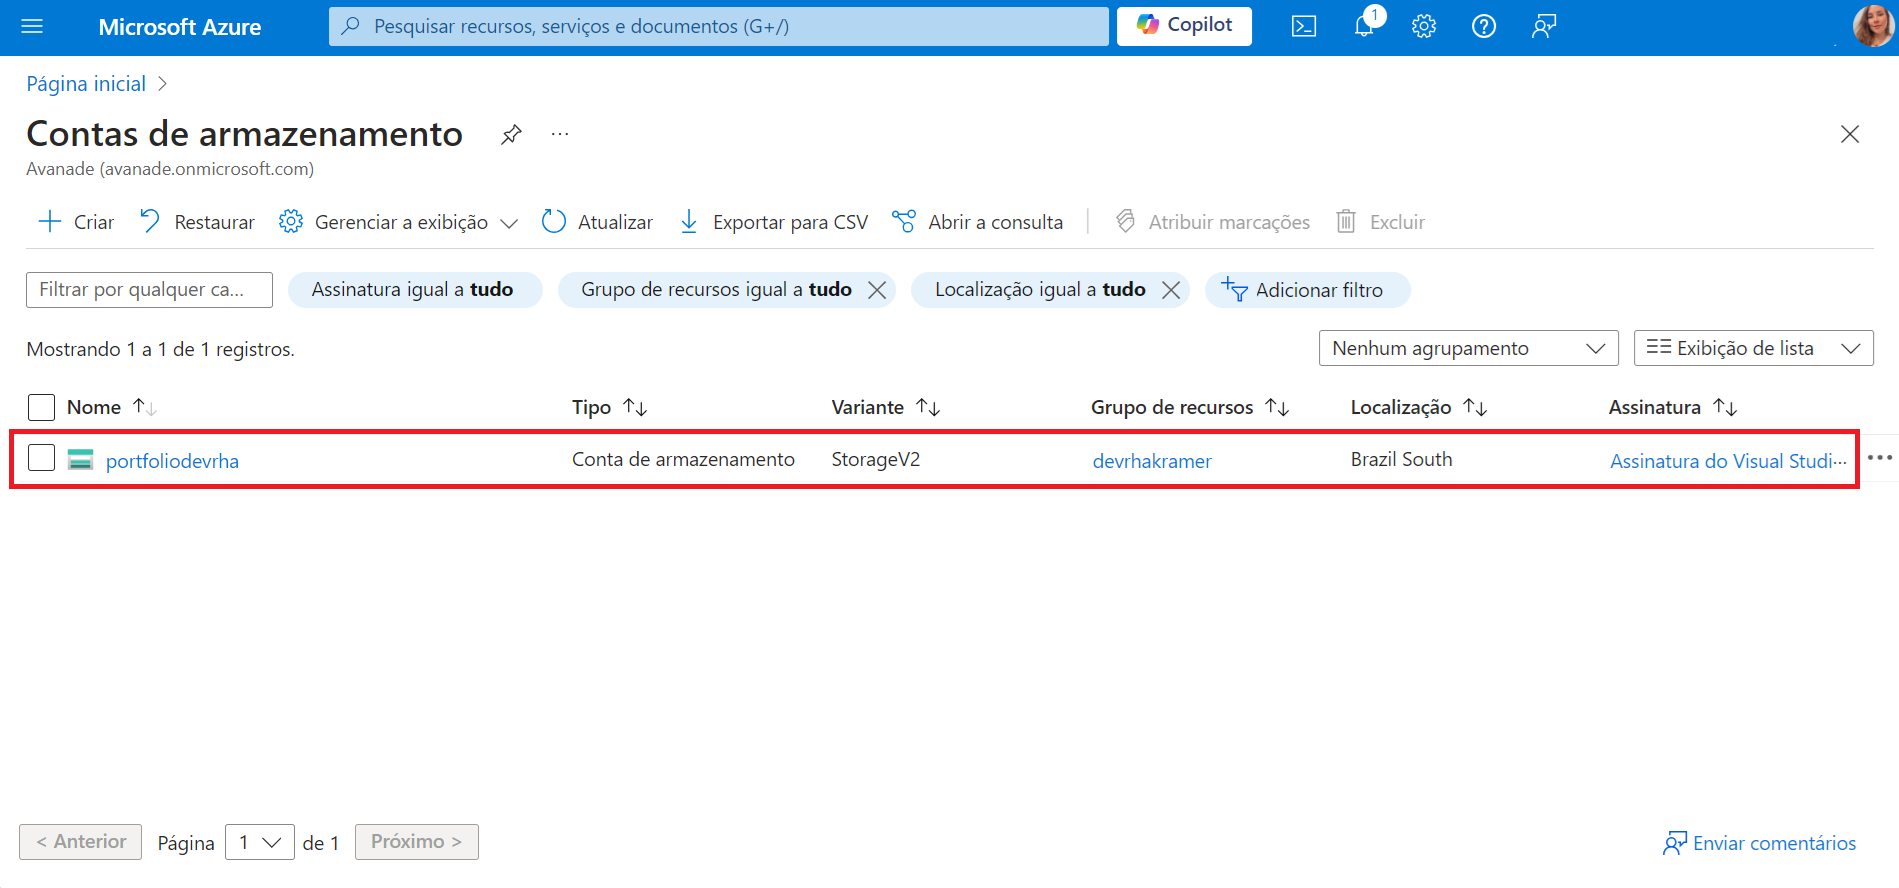 Microsoft Azure
Pesquisar recursos, serviços e documentos (G+/)
Copilot
1
Página inicial
Contas de armazenamento
Avanade (avanade.onmicrosoft.com)
Criar Restaurar Gerenciar a exibição Atualizar Exportar para CSV Abrir a consulta Atribuir marcações Excluir
Filtrar por qualquer ca... Assinatura igual a tudo Grupo de recursos igual a tudo Localização igual a tudo Adicionar filtro
Mostrando 1 a 1 de 1 registros. Nenhum agrupamento Exibição de lista
Nome Tipo Variante Grupo de recursos Localização Assinatura
portfoliodevrha Conta de armazenamento StorageV2 devrhakramer Brazil South Assinatura do Visual Studi...
< Anterior Página 1 de 1 Próximo > Enviar comentários